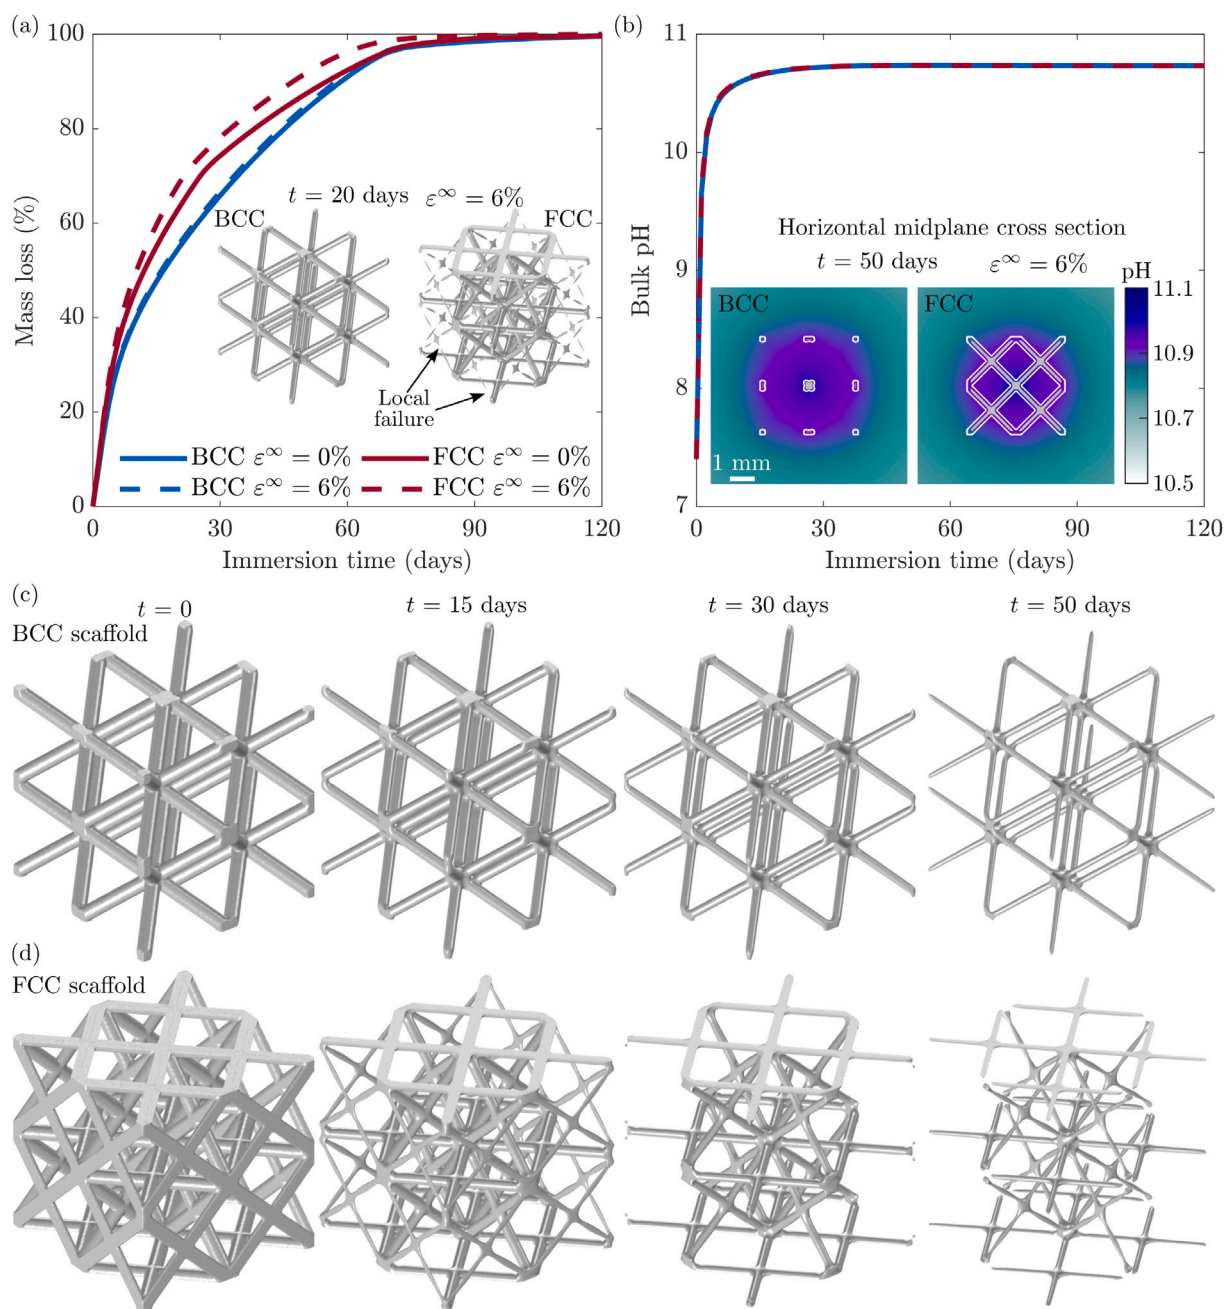 (a)
100
80
60
40
20
0
Mass loss (%)
0
30
60
90
120
Immersion time (days)
t = 20 days
ε∞ = 6%
BCC
FCC
Local
failure
BCC ε∞ = 0%
FCC ε∞ = 0%
BCC ε∞ = 6%
FCC ε∞ = 6%
(b)
11
10
9
8
7
Bulk pH
0
30
60
90
120
Immersion time (days)
Horizontal midplane cross section
t = 50 days
ε∞ = 6%
pH
BCC
FCC
11.1
10.9
10.7
10.5
1 mm
(c)
t = 0
t = 15 days
t = 30 days
t = 50 days
BCC scaffold
(d)
FCC scaffold